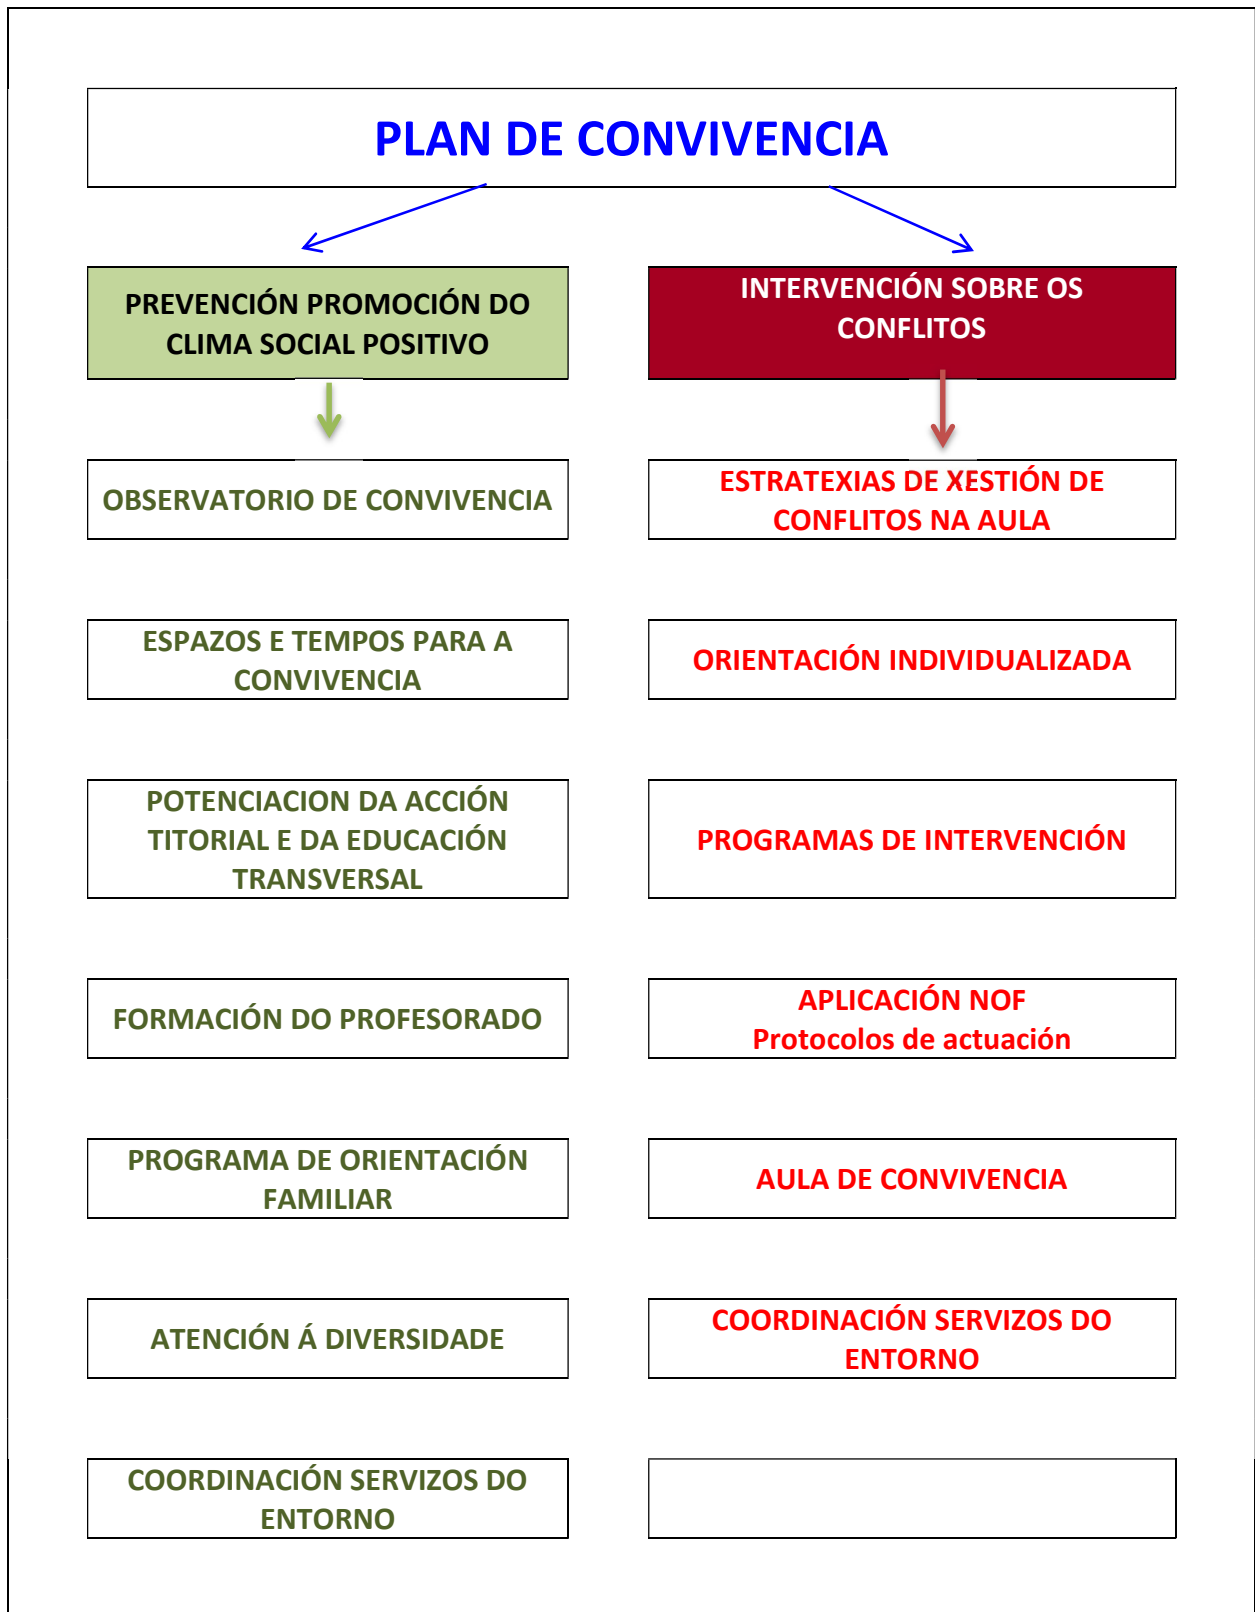 PLAN DE CONVIVENCIA
PREVENCIÓN PROMOCIÓN DO
CLIMA SOCIAL POSITIVO
INTERVENCIÓN SOBRE OS
CONFLITOS
OBSERVATORIO DE CONVIVENCIA
ESTRATEXIAS DE XESTIÓN DE
CONFLITOS NA AULA
ESPAZOS E TEMPOS PARA A
CONVIVENCIA
ORIENTACIÓN INDIVIDUALIZADA
POTENCIACION DA ACCIÓN
TITORIAL E DA EDUCACIÓN
TRANSVERSAL
PROGRAMAS DE INTERVENCIÓN
FORMACIÓN DO PROFESORADO
APLICACIÓN NOF
Protocolos de actuación
PROGRAMA DE ORIENTACIÓN
FAMILIAR
AULA DE CONVIVENCIA
ATENCIÓN Á DIVERSIDADE
COORDINACIÓN SERVIZOS DO
ENTORNO
COORDINACIÓN SERVIZOS DO
ENTORNO